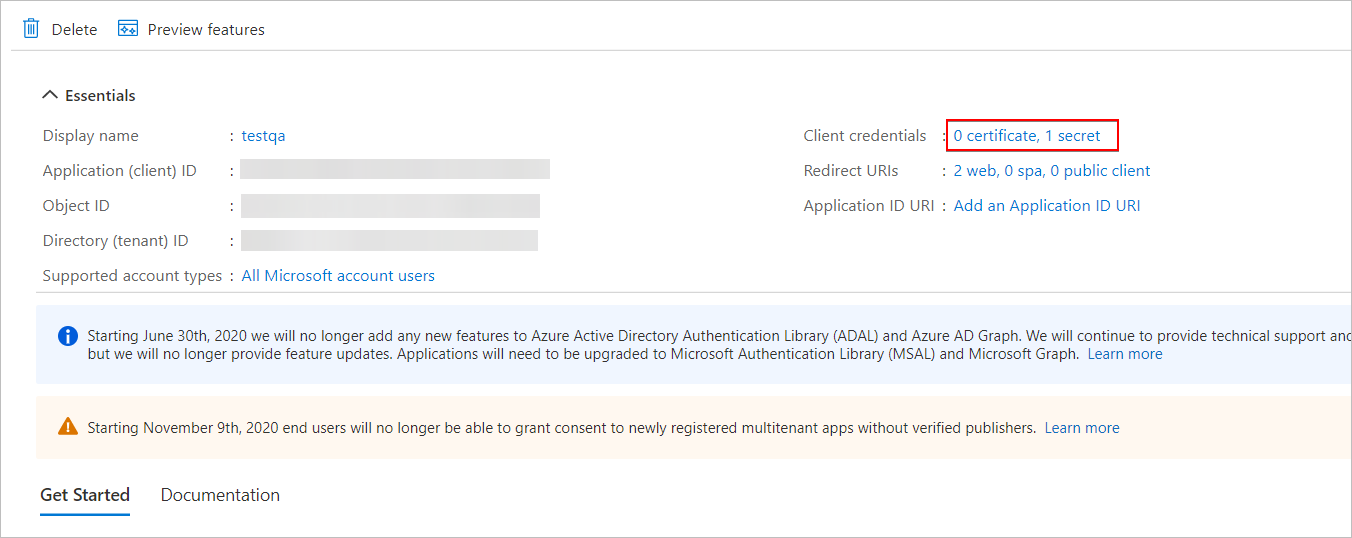 Delete Preview features
Essentials
Display name : testqa
Client credentials : 0 certificate, 1 secret
Application (client) ID :
Redirect URIs : 2 web, 0 spa, 0 public client
Object ID :
Application ID URI : Add an Application ID URI
Directory (tenant) ID :
Supported account types : All Microsoft account users
Starting June 30th, 2020 we will no longer add any new features to Azure Active Directory Authentication Library (ADAL) and Azure AD Graph. We will continue to provide technical support and
but we will no longer provide feature updates. Applications will need to be upgraded to Microsoft Authentication Library (MSAL) and Microsoft Graph. Learn more
Starting November 9th, 2020 end users will no longer be able to grant consent to newly registered multitenant apps without verified publishers. Learn more
Get Started Documentation